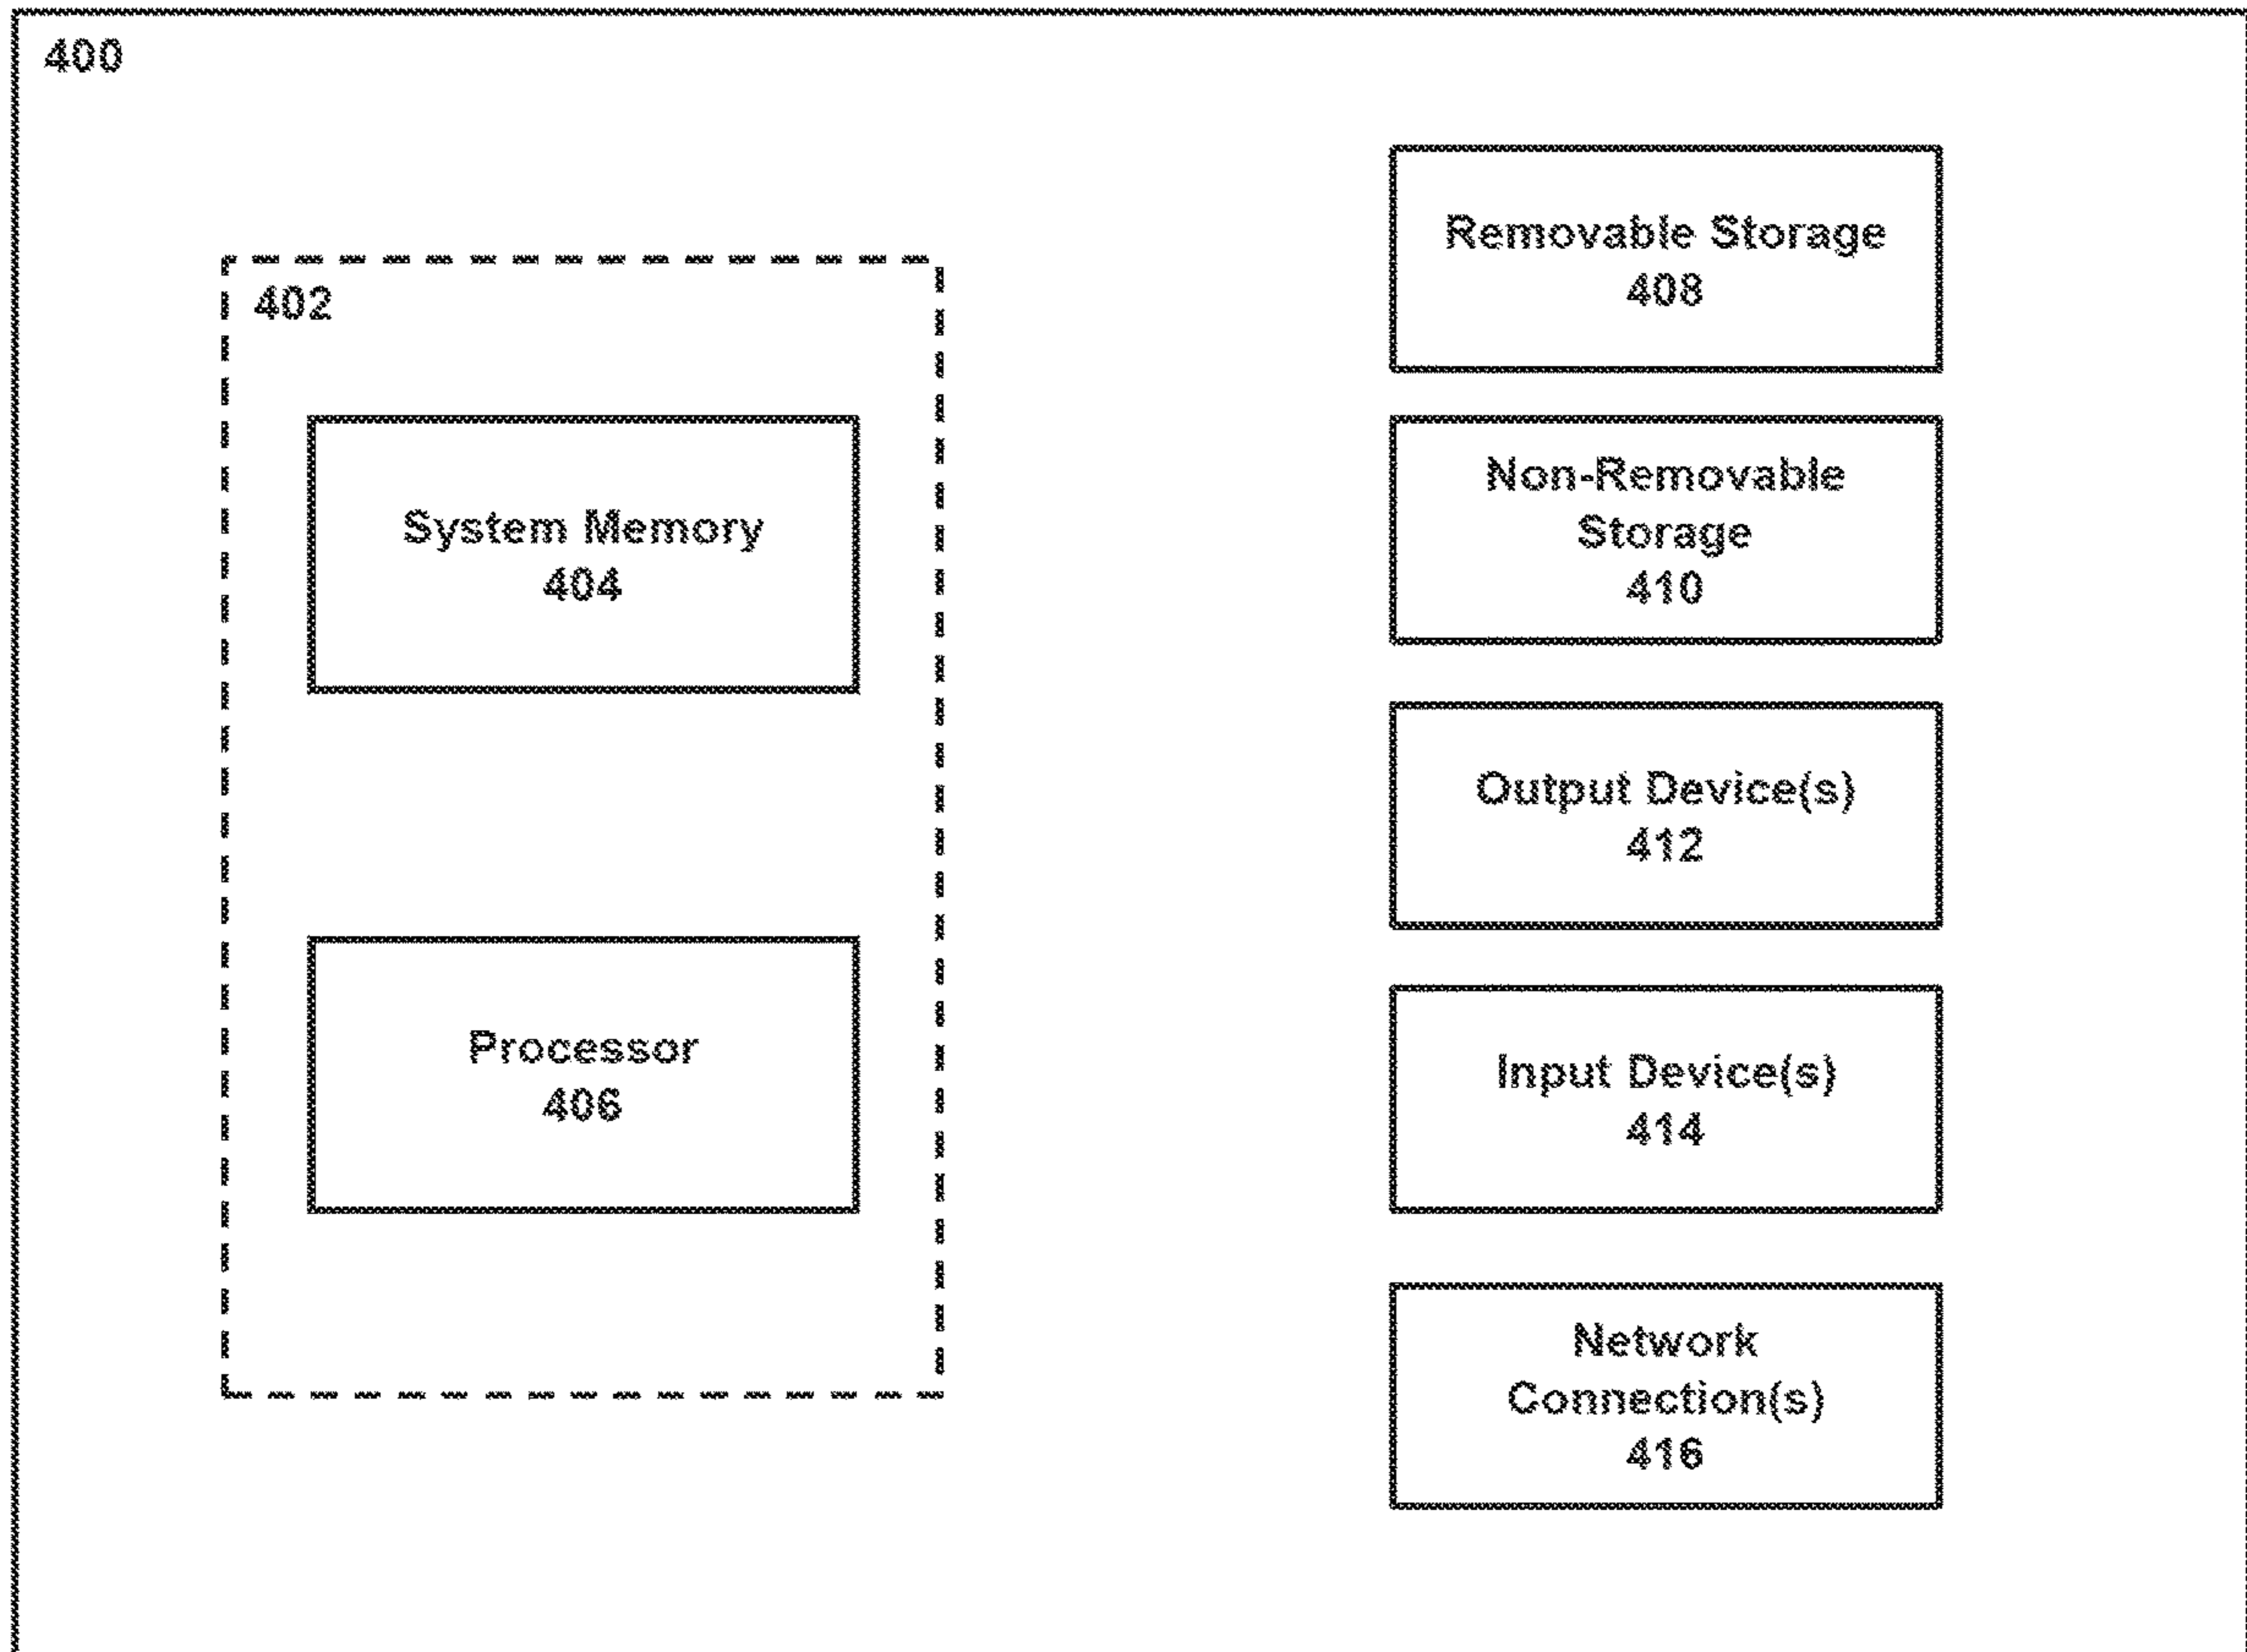 400
402
System Memory
404
Processor
406
Removable Storage
408
Non-Removable
Storage
410
Output Device(s)
412
Input Device(s)
414
Network
Connection(s)
416